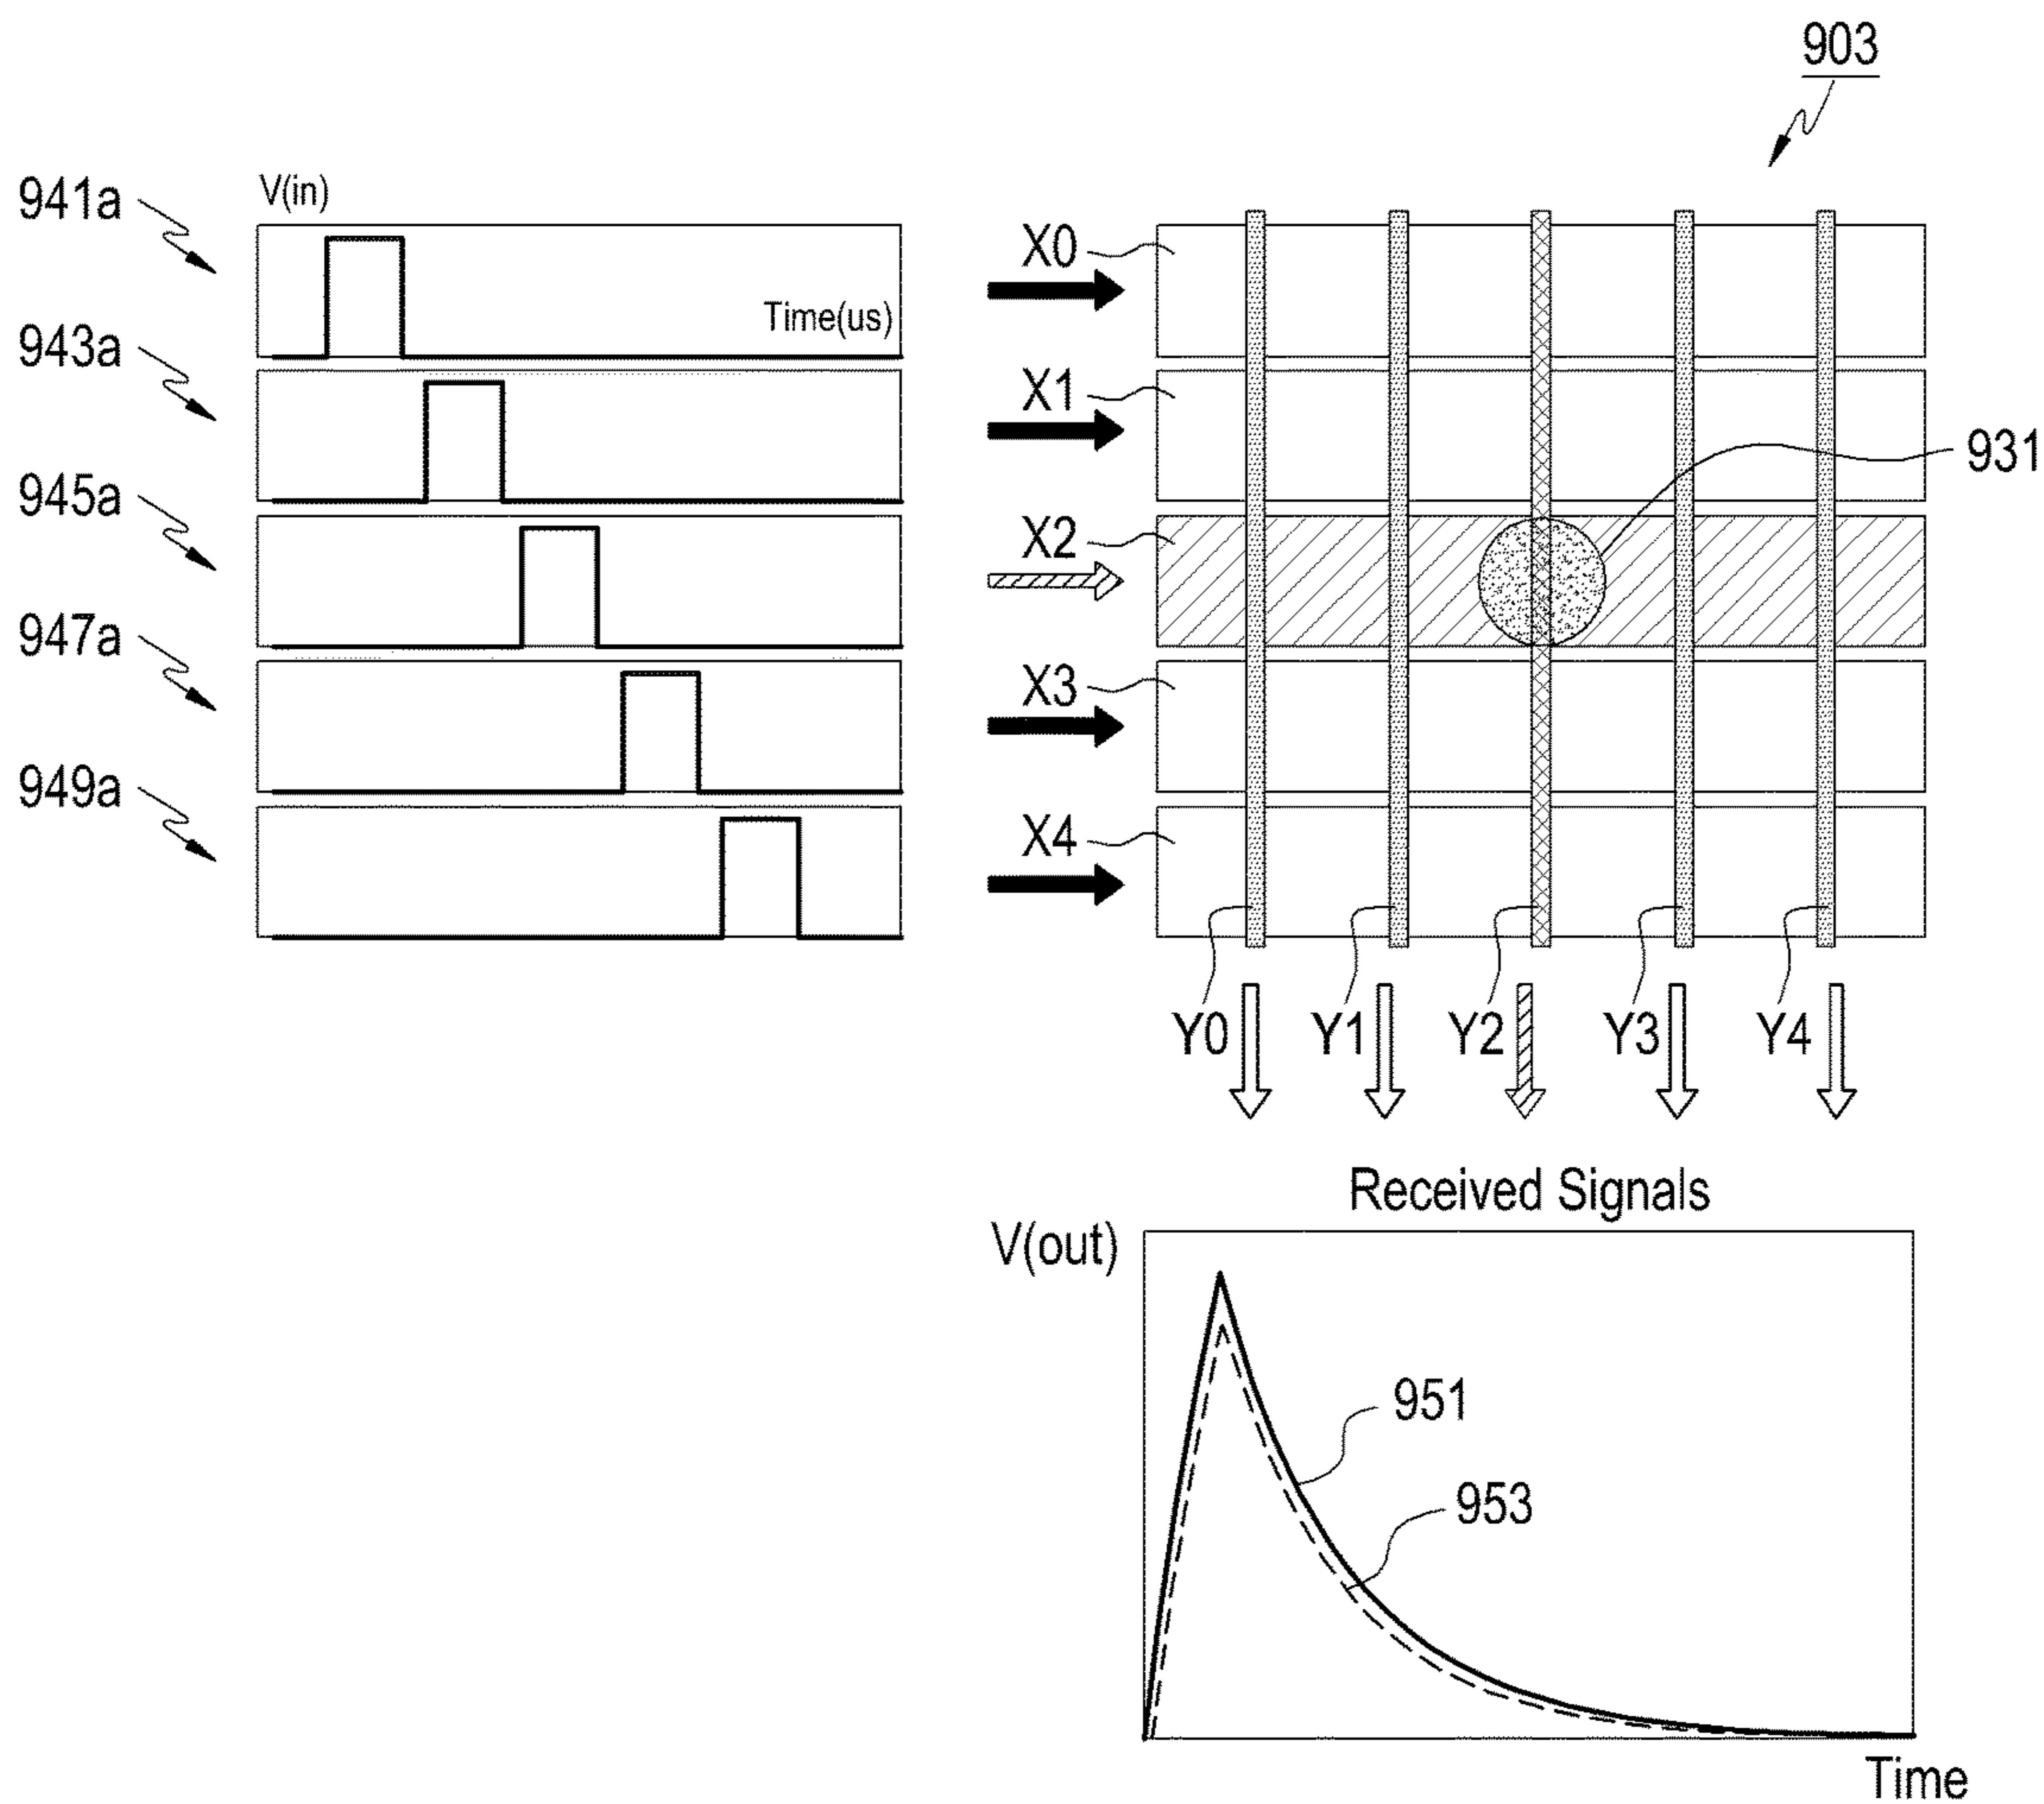 903
941a
V(in)
Time(us)
X0
943a
X1
931
945a
X2
947a
X3
949a
X4
Y0 Y1 Y2 Y3 Y4
Received Signals
V(out)
951
953
Time